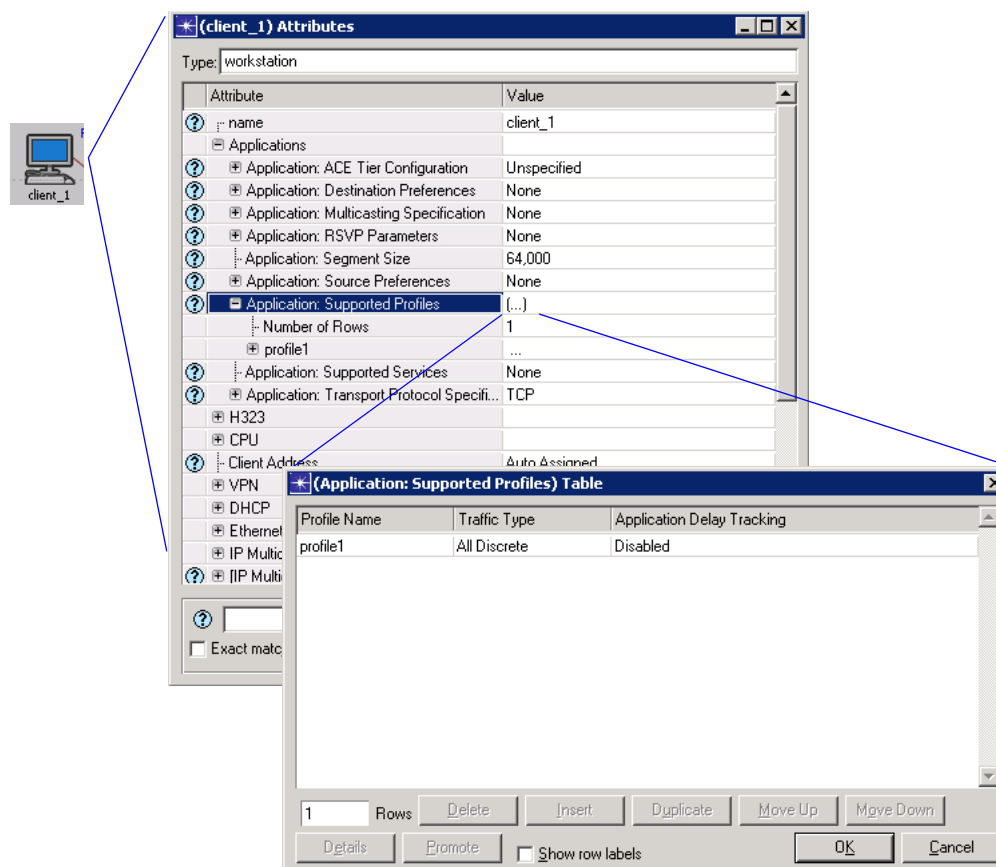 (client_1) Attributes
Type: workstation
Attribute Value
name client_1
Applications
Application: ACE Tier Configuration Unspecified
Application: Destination Preferences None
Application: Multicasting Specification None
Application: RSVP Parameters None
Application: Segment Size 64,000
Application: Source Preferences None
Application: Supported Profiles (...)
Number of Rows 1
profile1 ...
Application: Supported Services None
Application: Transport Protocol Specifi... TCP
H323
CPU
Client Address Auto Assigned
VPN
DHCP
Ethernet
IP Multic
[IP Multi
Exact matc
client_1
(Application: Supported Profiles) Table
Profile Name Traffic Type Application Delay Tracking
profile1 All Discrete Disabled
1 Rows Delete Insert Duplicate Move Up Move Down
Details Promote Show row labels OK Cancel